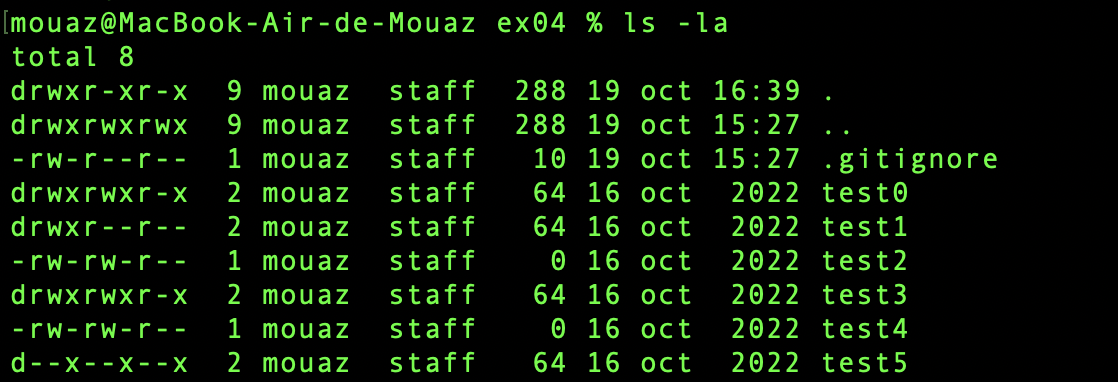 mouaz@MacBook-Air-de-Mouaz ex04 % ls -la
total 8
drwxr-xr-x  9 mouaz  staff  288 19 oct 16:39 .
drwxrwxrwx  9 mouaz  staff  288 19 oct 15:27 ..
-rw-r--r--  1 mouaz  staff   10 19 oct 15:27 .gitignore
drwxrwxr-x  2 mouaz  staff   64 16 oct  2022 test0
drwxr--r--  2 mouaz  staff   64 16 oct  2022 test1
-rw-rw-r--  1 mouaz  staff    0 16 oct  2022 test2
drwxrwxr-x  2 mouaz  staff   64 16 oct  2022 test3
-rw-rw-r--  1 mouaz  staff    0 16 oct  2022 test4
d--x--x--x  2 mouaz  staff   64 16 oct  2022 test5